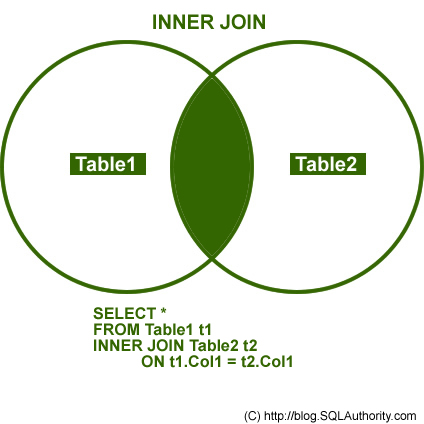 INNER JOIN
Table1
Table2
SELECT *
FROM Table1 t1
INNER JOIN Table2 t2
ON t1.Col1 = t2.Col1
(C) http://blog.SQLAuthority.com